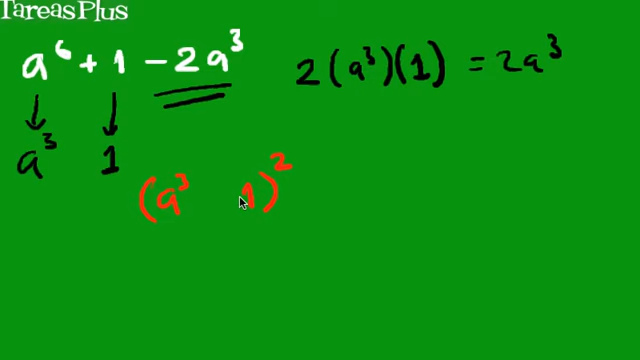 TareasPlus
a⁶ + 1 − 2a³
2(a³)(1) = 2a³
a³ 1
(a³ 1)²